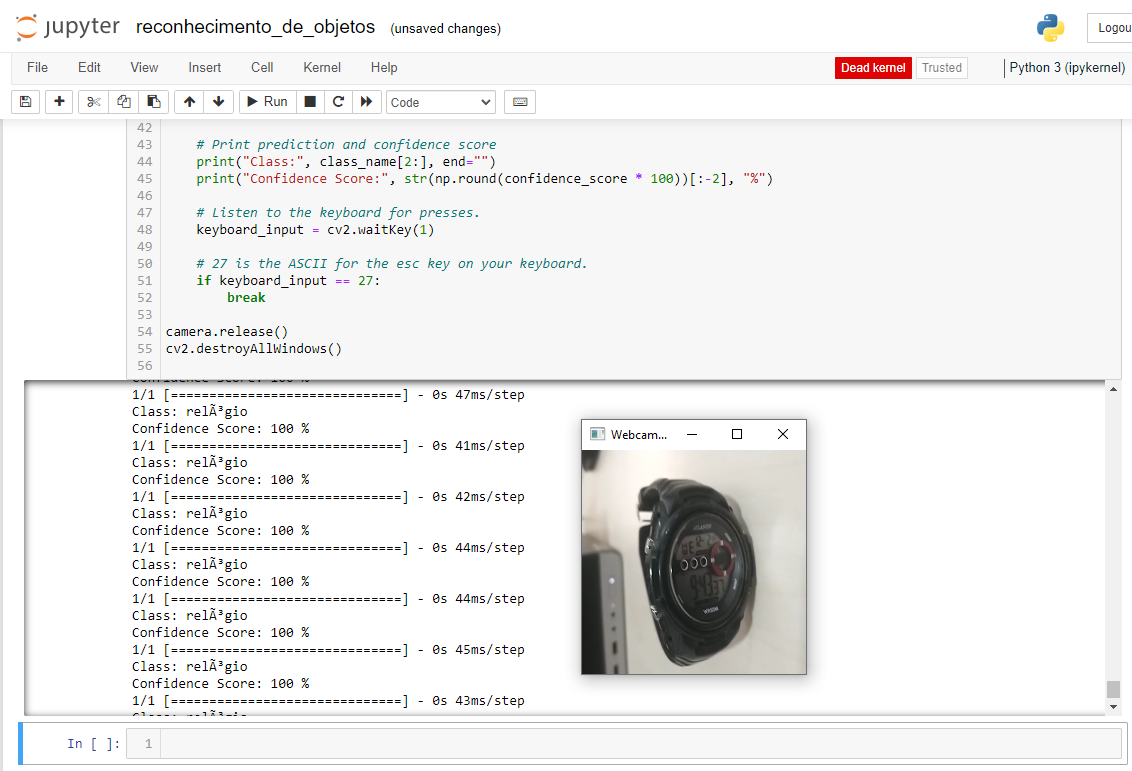 jupyter reconhecimento_de_objetos (unsaved changes) Logou
File Edit View Insert Cell Kernel Help Dead kernel Trusted Python 3 (ipykernel)
Run Code
42
43 # Print prediction and confidence score
44 print("Class:", class_name[2:], end="")
45 print("Confidence Score:", str(np.round(confidence_score * 100))[:-2], "%")
46
47 # Listen to the keyboard for presses.
48 keyboard_input = cv2.waitKey(1)
49
50 # 27 is the ASCII for the esc key on your keyboard.
51 if keyboard_input == 27:
52 break
53
54 camera.release()
55 cv2.destroyAllWindows()
56
Confidence Score: 100 %
1/1 [==============================] - 0s 47ms/step
Class: relÃ³gio
Confidence Score: 100 %
1/1 [==============================] - 0s 41ms/step
Class: relÃ³gio
Confidence Score: 100 %
1/1 [==============================] - 0s 42ms/step
Class: relÃ³gio
Confidence Score: 100 %
1/1 [==============================] - 0s 44ms/step
Class: relÃ³gio
Confidence Score: 100 %
1/1 [==============================] - 0s 44ms/step
Class: relÃ³gio
Confidence Score: 100 %
1/1 [==============================] - 0s 45ms/step
Class: relÃ³gio
Confidence Score: 100 %
1/1 [==============================] - 0s 43ms/step
Class: relÃ³gio
Webcam...
In [ ]: 1